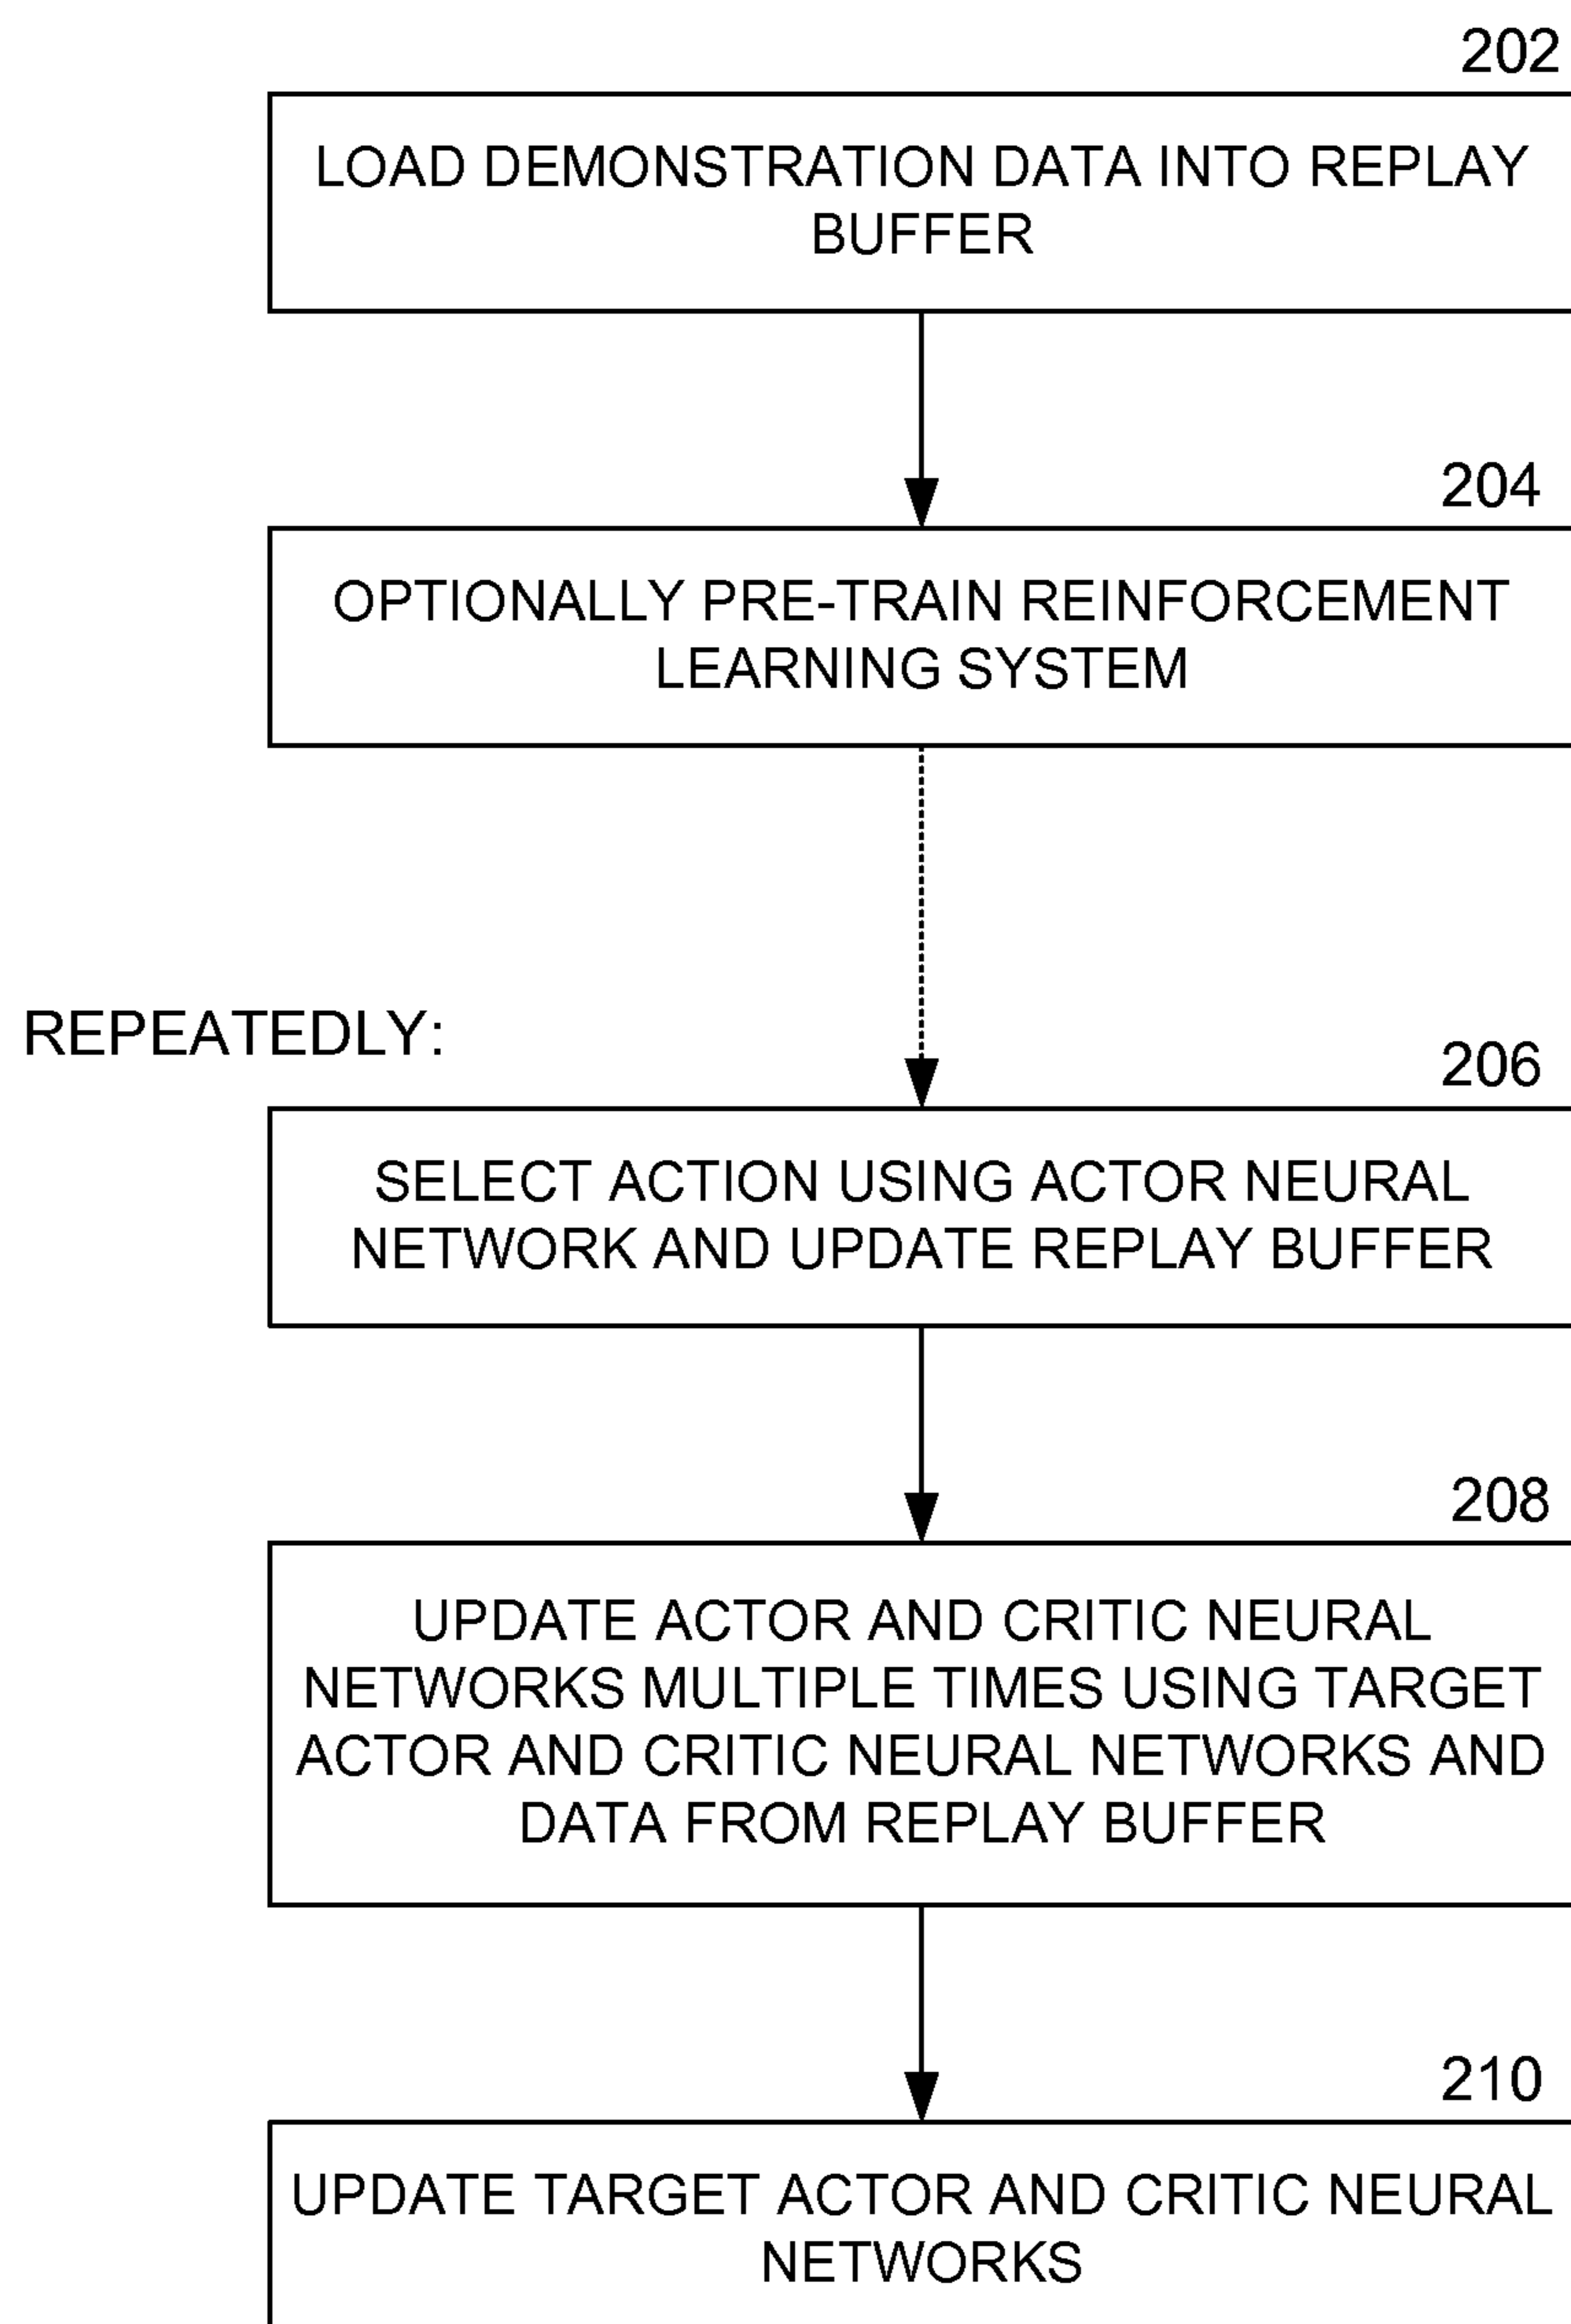 202
LOAD DEMONSTRATION DATA INTO REPLAY
BUFFER
204
OPTIONALLY PRE-TRAIN REINFORCEMENT
LEARNING SYSTEM
REPEATEDLY:
206
SELECT ACTION USING ACTOR NEURAL
NETWORK AND UPDATE REPLAY BUFFER
208
UPDATE ACTOR AND CRITIC NEURAL
NETWORKS MULTIPLE TIMES USING TARGET
ACTOR AND CRITIC NEURAL NETWORKS AND
DATA FROM REPLAY BUFFER
210
UPDATE TARGET ACTOR AND CRITIC NEURAL
NETWORKS